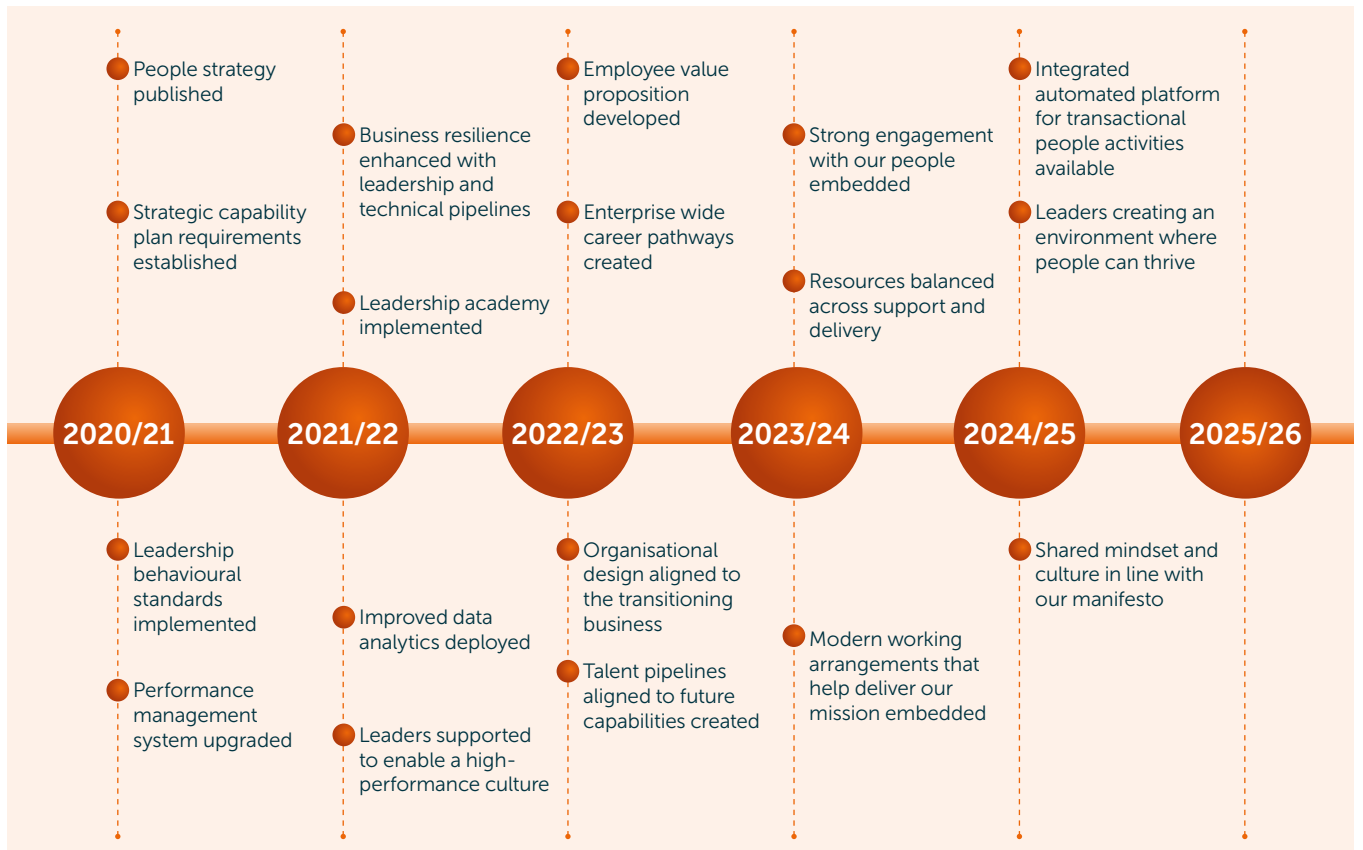 People strategy
published
Strategic capability
plan requirements
established
Business resilience
enhanced with
leadership and
technical pipelines
Leadership academy
implemented
Employee value
proposition
developed
Enterprise wide
career pathways
created
Strong engagement
with our people
embedded
Resources balanced
across support and
delivery
Integrated
automated platform
for transactional
people activities
available
Leaders creating an
environment where
people can thrive
2020/21
2021/22
2022/23
2023/24
2024/25
2025/26
Leadership
behavioural
standards
implemented
Performance
management
system upgraded
Improved data
analytics deployed
Leaders supported
to enable a high-
performance culture
Organisational
design aligned to
the transitioning
business
Talent pipelines
aligned to future
capabilities created
Modern working
arrangements that
help deliver our
mission embedded
Shared mindset and
culture in line with
our manifesto